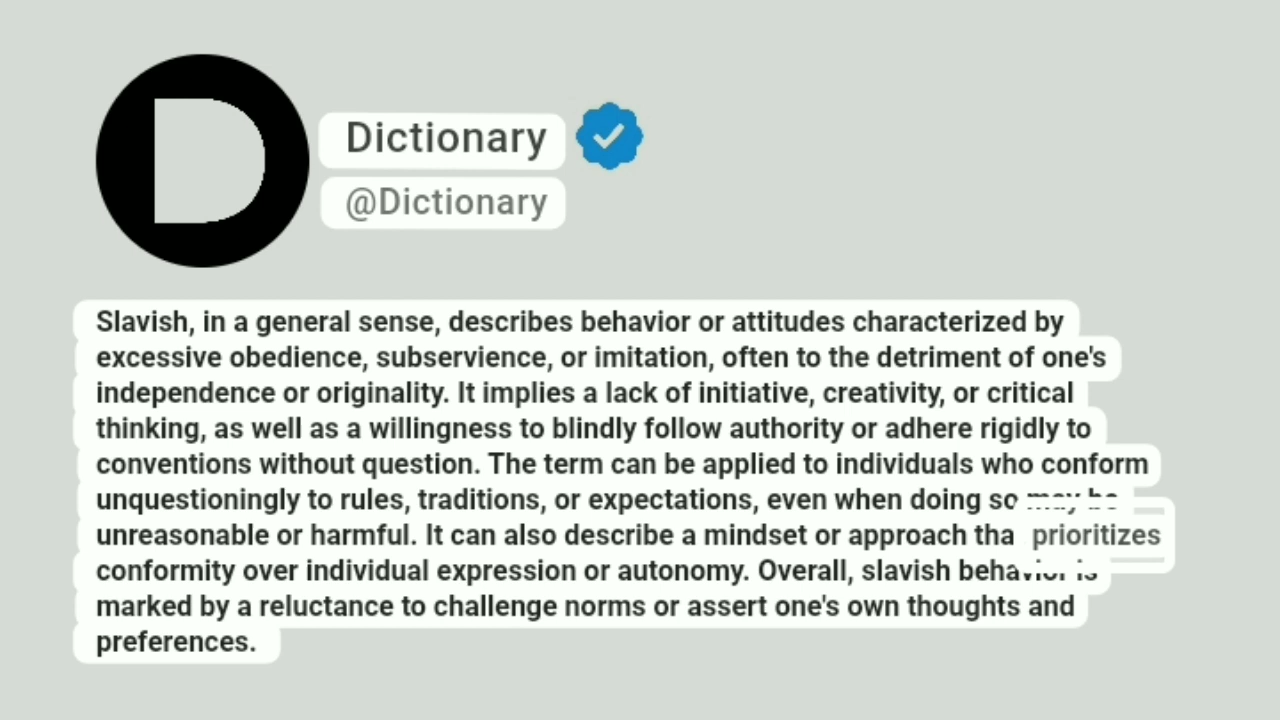 D
Dictionary
@Dictionary
Slavish, in a general sense, describes behavior or attitudes characterized by
excessive obedience, subservience, or imitation, often to the detriment of one's
independence or originality. It implies a lack of initiative, creativity, or critical
thinking, as well as a willingness to blindly follow authority or adhere rigidly to
conventions without question. The term can be applied to individuals who conform
unquestioningly to rules, traditions, or expectations, even when doing so may be
unreasonable or harmful. It can also describe a mindset or approach tha prioritizes
conformity over individual expression or autonomy. Overall, slavish behavior is
marked by a reluctance to challenge norms or assert one's own thoughts and
preferences.